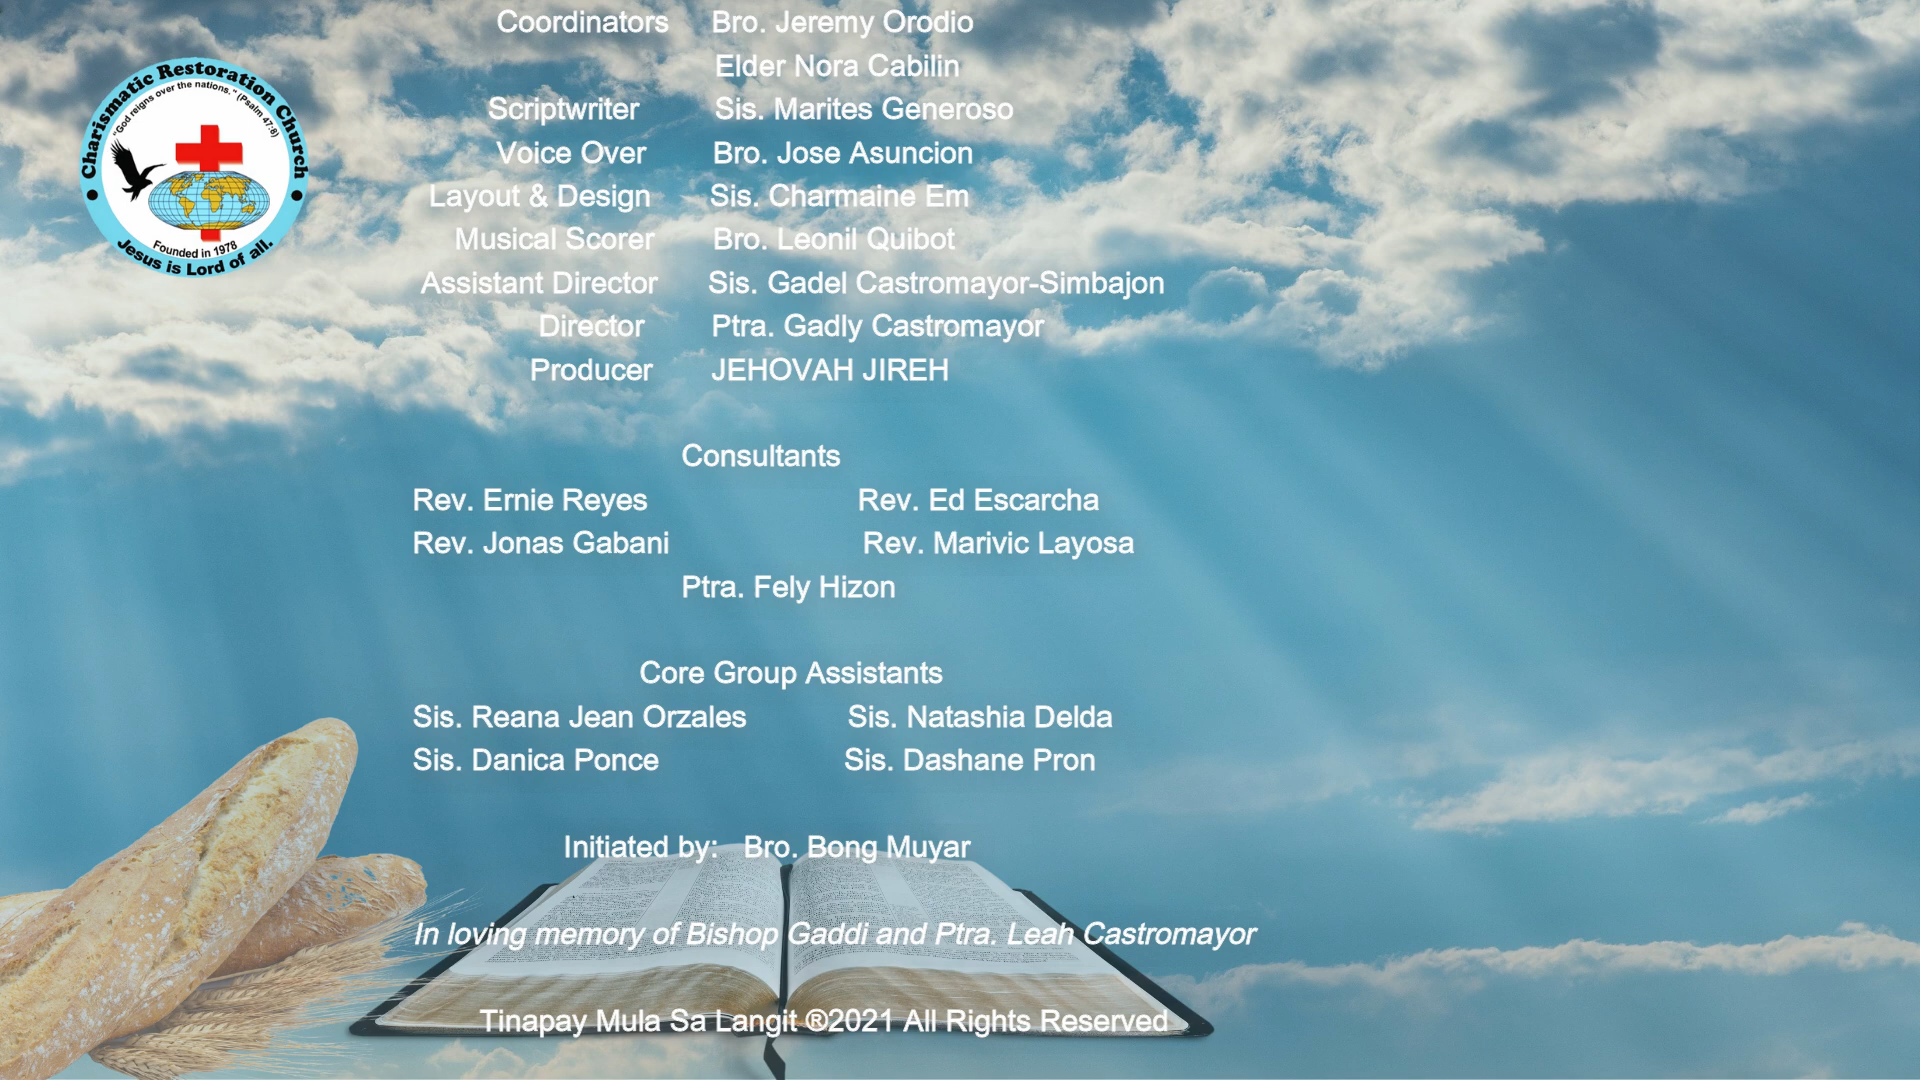 Coordinators Bro. Jeremy Orodio
Elder Nora Cabilin
Scriptwriter Sis. Marites Generoso
Voice Over Bro. Jose Asuncion
Layout & Design Sis. Charmaine Em
Musical Scorer Bro. Leonil Quibot
Assistant Director Sis. Gadel Castromayor-Simbajon
Director Ptra. Gadly Castromayor
Producer JEHOVAH JIREH
Consultants
Rev. Ernie Reyes Rev. Ed Escarcha
Rev. Jonas Gabani Rev. Marivic Layosa
Ptra. Fely Hizon
Core Group Assistants
Sis. Reana Jean Orzales Sis. Natashia Delda
Sis. Danica Ponce Sis. Dashane Pron
Initiated by: Bro. Bong Muyar
In loving memory of Bishop Gaddi and Ptra. Leah Castromayor
Tinapay Mula Sa Langit ®2021 All Rights Reserved
Charismatic Restoration Church
"God reigns over the nations." (Psalm 47:8)
Founded in 1978
Jesus is Lord of all.